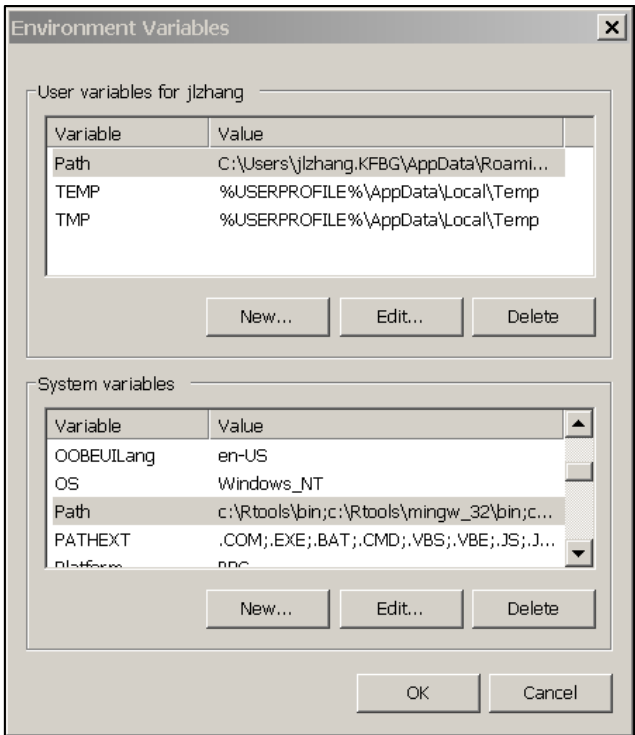 Environment Variables
User variables for jlzhang
Variable Value
Path C:\Users\jlzhang.KFBG\AppData\Roami...
TEMP %USERPROFILE%\AppData\Local\Temp
TMP %USERPROFILE%\AppData\Local\Temp
New... Edit... Delete
System variables
Variable Value
OOBEUILang en-US
OS Windows_NT
Path c:\Rtools\bin;c:\Rtools\mingw_32\bin;c...
PATHEXT .COM;.EXE;.BAT;.CMD;.VBS;.VBE;.JS;.J...
Platform
New... Edit... Delete
OK Cancel